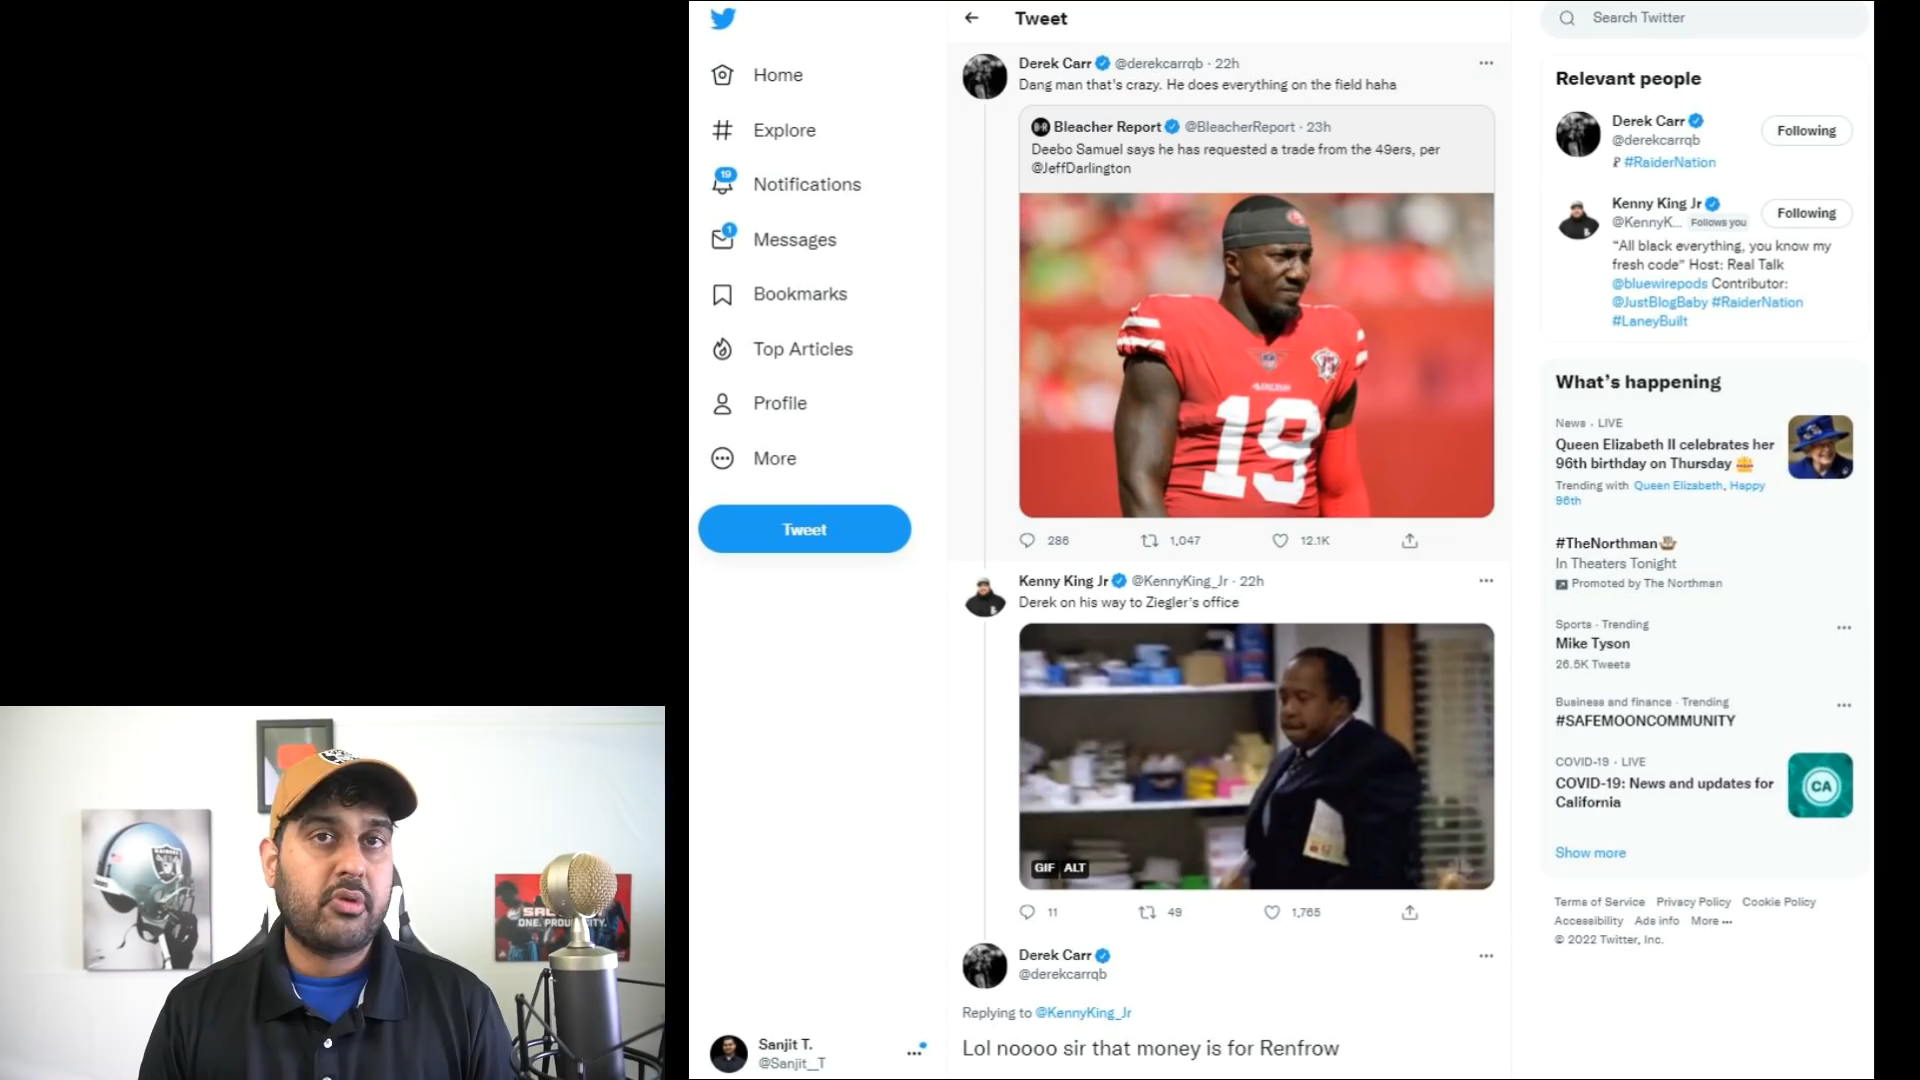 Home
Explore
19
Notifications
1
Messages
Bookmarks
Top Articles
Profile
More
Tweet
Sanjit T.
@Sanjit__T
Tweet
Derek Carr @derekcarrqb · 22h
Dang man that's crazy. He does everything on the field haha
B/R Bleacher Report @BleacherReport · 23h
Deebo Samuel says he has requested a trade from the 49ers, per
@JeffDarlington
19
286 1,047 12.1K
Kenny King Jr @KennyKing_Jr · 22h
Derek on his way to Ziegler's office
GIF ALT
11 49 1,765
Derek Carr
@derekcarrqb
Replying to @KennyKing_Jr
Lol noooo sir that money is for Renfrow
Search Twitter
Relevant people
Derek Carr
@derekcarrqb
Following
#RaiderNation
Kenny King Jr
@KennyK... Follows you
Following
"All black everything, you know my
fresh code" Host: Real Talk
@bluewirepods Contributor:
@JustBlogBaby #RaiderNation
#LaneyBuilt
What's happening
News · LIVE
Queen Elizabeth II celebrates her
96th birthday on Thursday
Trending with Queen Elizabeth, Happy
96th
#TheNorthman
In Theaters Tonight
Promoted by The Northman
Sports · Trending
Mike Tyson
26.5K Tweets
Business and finance · Trending
#SAFEMOONCOMMUNITY
COVID-19 · LIVE
COVID-19: News and updates for
California
CA
Show more
Terms of Service Privacy Policy Cookie Policy
Accessibility Ads info More ···
© 2022 Twitter, Inc.
RAIDERS
ONE.